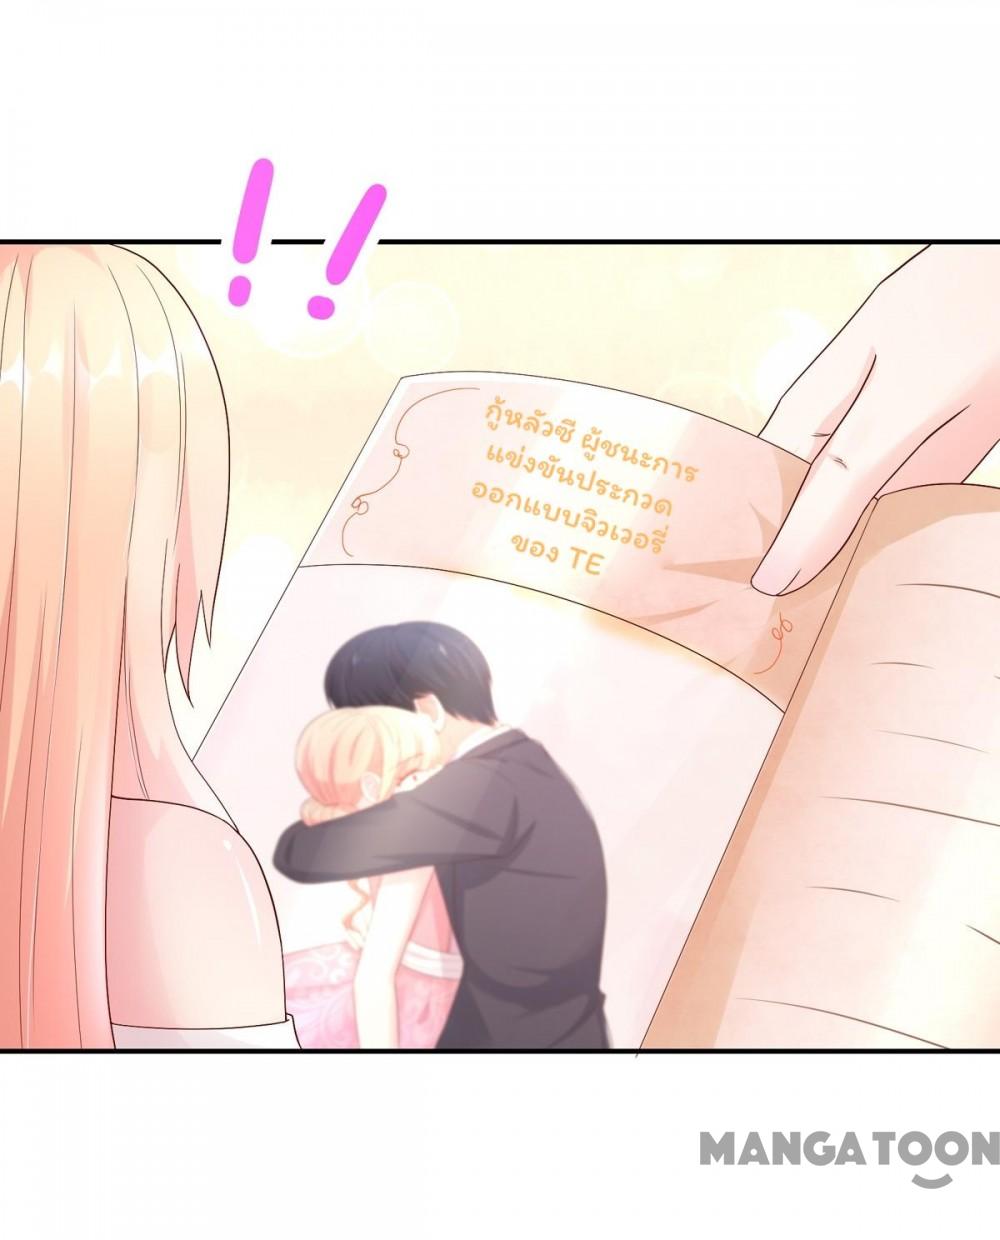 !!
กู้หลัวซี ผู้ชนะการ
แข่งขันประกวด
ออกแบบจิวเวอรี่
ของ TE
MANGATOON